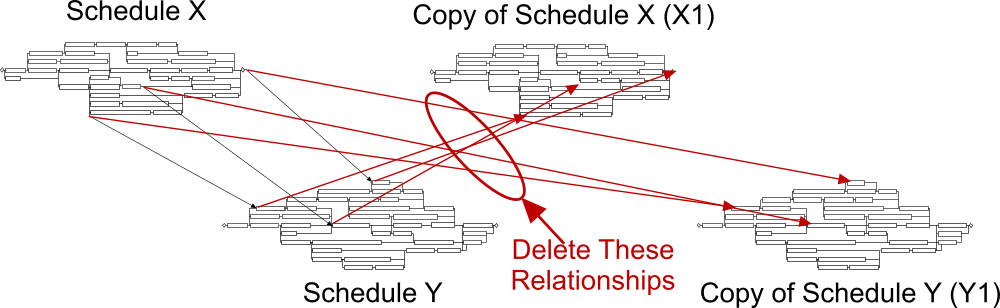 Schedule X
Copy of Schedule X (X1)
Delete These
Relationships
Schedule Y
Copy of Schedule Y (Y1)